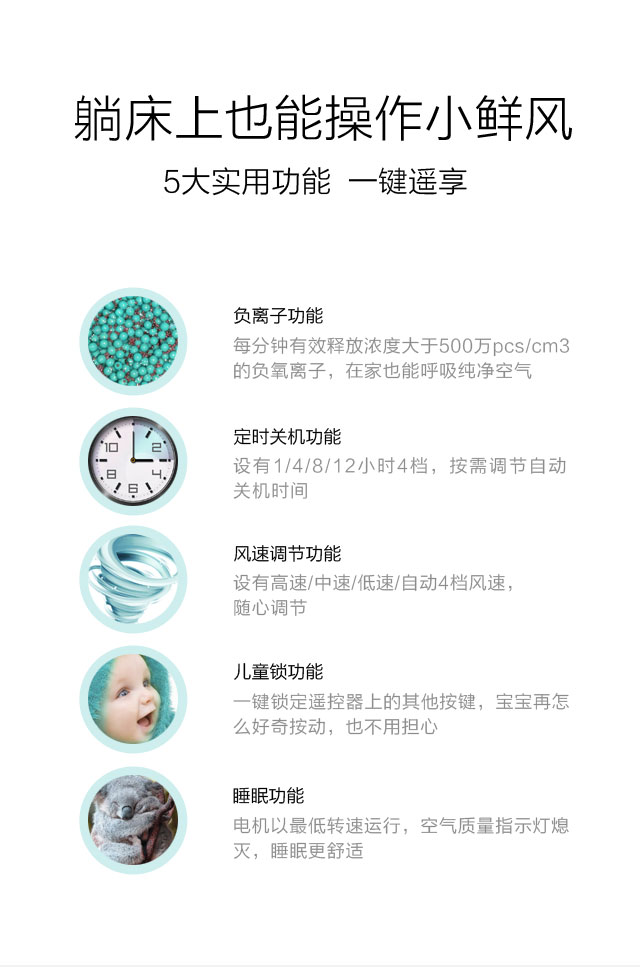 躺床上也能操作小鲜风
5大实用功能 一键遥享
负离子功能
每分钟有效释放浓度大于500万pcs/cm3
的负氧离子，在家也能呼吸纯净空气
10
2
8
4
6
定时关机功能
设有1/4/8/12小时4档，按需调节自动
关机时间
风速调节功能
设有高速/中速/低速/自动4档风速，
随心调节
儿童锁功能
一键锁定遥控器上的其他按键，宝宝再怎
么好奇按动，也不用担心
睡眠功能
电机以最低转速运行，空气质量指示灯熄
灭，睡眠更舒适